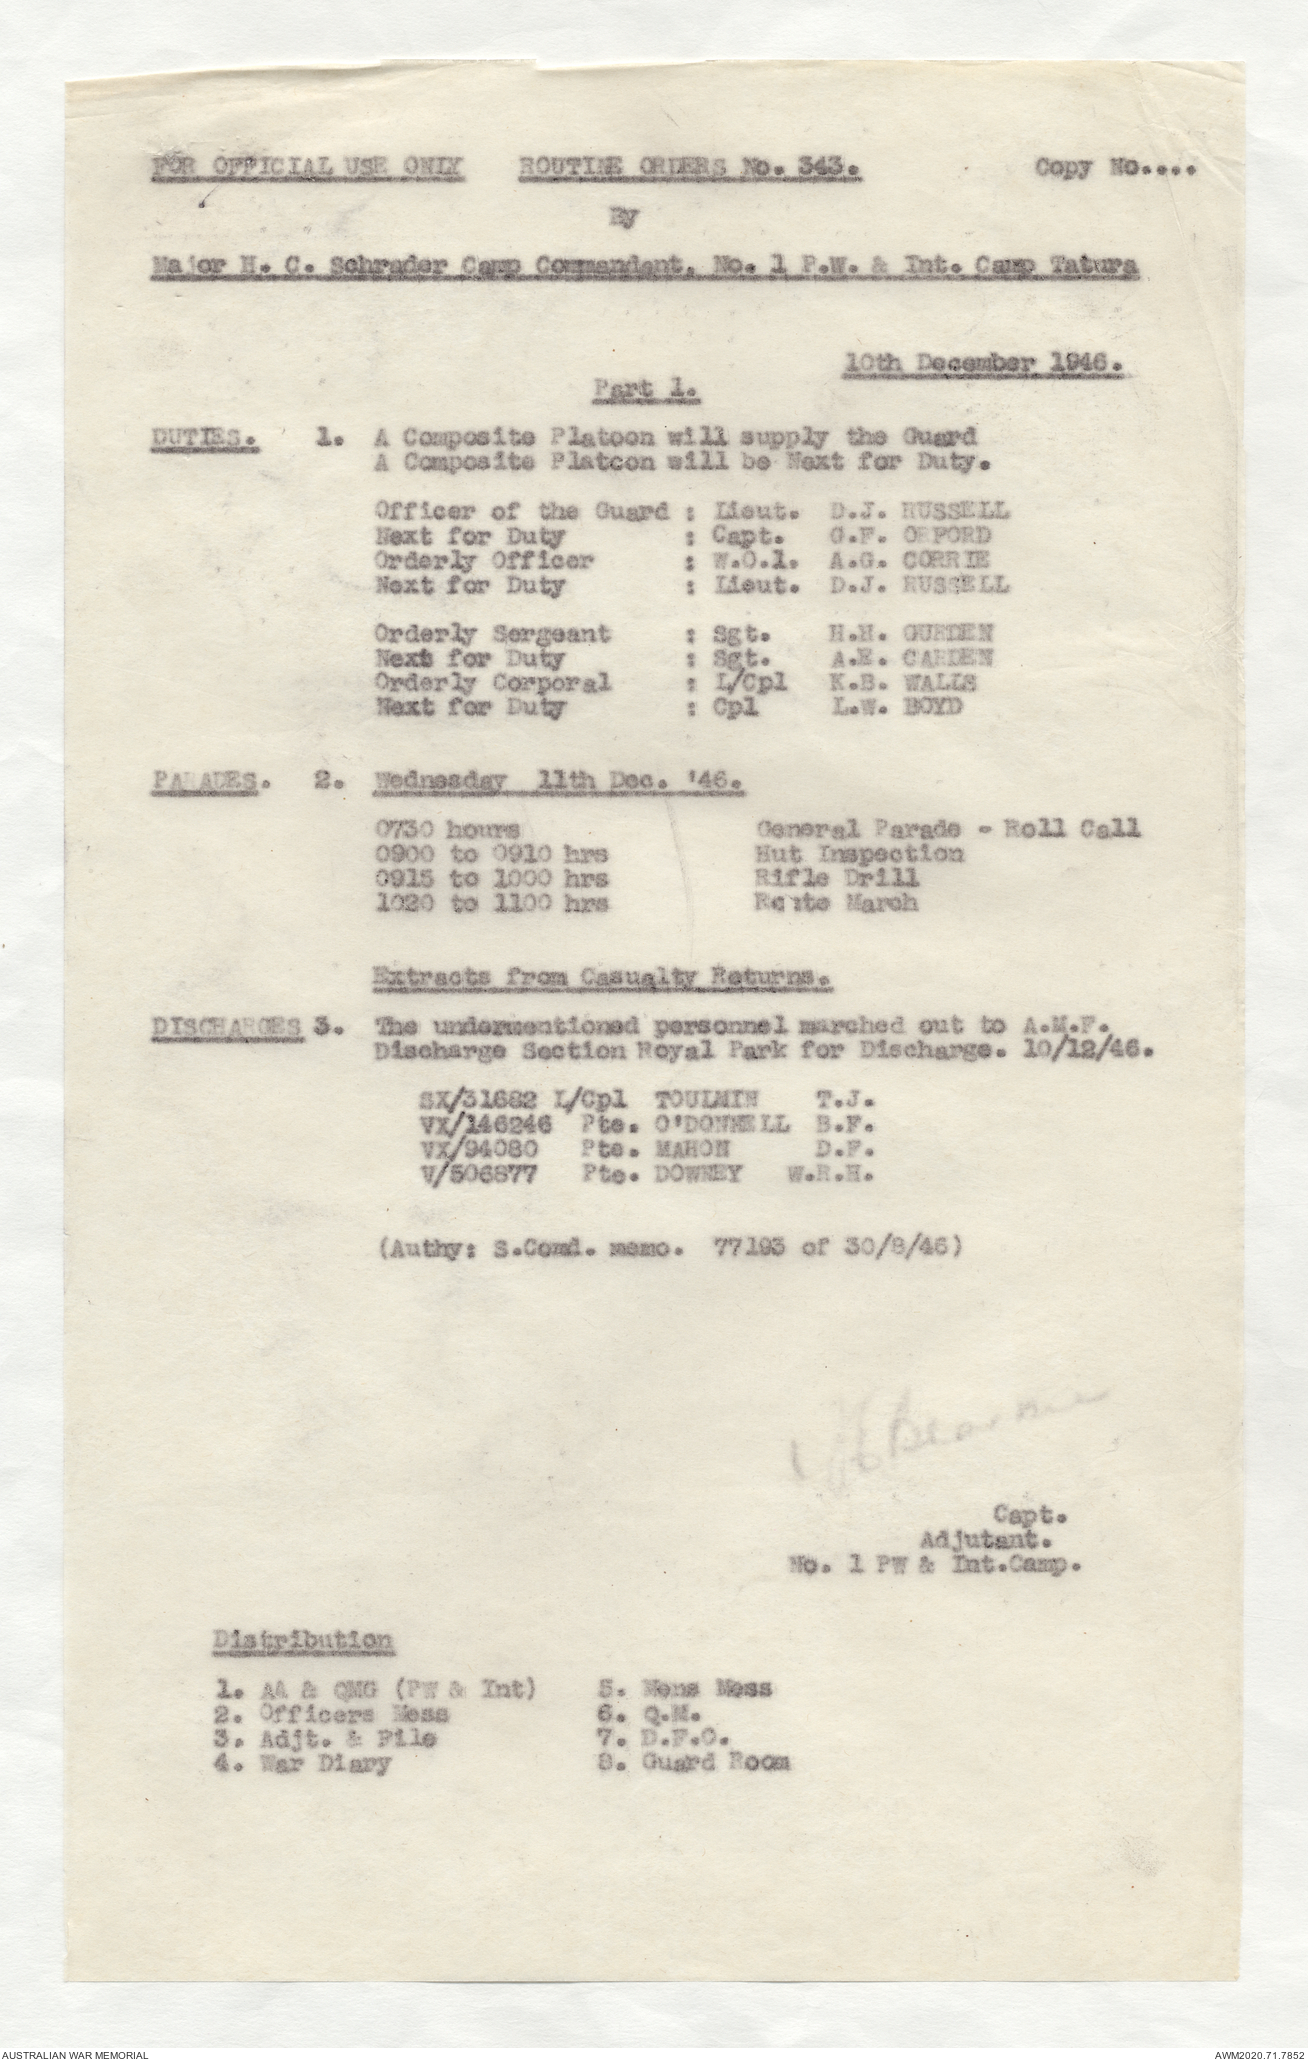 FOR OFFICIAL USE ONLY ROUTINE ORDERS No. 343. Copy No....
By
Major H. C. Schrader Camp Commandant, No. 1 P.W. & Int. Camp Tatura
10th December 1946.
Part 1.
DUTIES. 1. A Composite Platoon will supply the Guard
A Composite Platoon will be Next for Duty.
Officer of the Guard : Lieut. D.J. RUSSELL
Next for Duty : Capt. G.F. ORFORD
Orderly Officer : W.O.1. A.G. CORRIE
Next for Duty : Lieut. D.J. RUSSELL
Orderly Sergeant : Sgt. H.H. GURDEN
Next for Duty : Sgt. A.E. CARDEN
Orderly Corporal : L/Cpl K.B. WALLS
Next for Duty : Cpl L.W. BOYD
PARADES. 2. Wednesday 11th Dec. '46.
0730 hours General Parade - Roll Call
0900 to 0910 hrs Hut Inspection
0915 to 1000 hrs Rifle Drill
1020 to 1100 hrs Route March
Extracts from Casualty Returns.
DISCHARGES 3. The undermentioned personnel marched out to A.M.F.
Discharge Section Royal Park for Discharge. 10/12/46.
SX/31682 L/Cpl TOULMIN T.J.
VX/146246 Pte. O'DONNELL B.F.
VX/94080 Pte. MAHON D.F.
V/506877 Pte. DOWNEY W.R.H.
(Authy: S.Comd. memo. 77193 of 30/8/46)
Capt.
Adjutant.
No. 1 PW & Int.Camp.
Distribution
1. AA & QMG (PW & Int) 5. Mens Mess
2. Officers Mess 6. Q.M.
3. Adjt. & File 7. D.F.O.
4. War Diary 8. Guard Room
AUSTRALIAN WAR MEMORIAL AWM2020.71.7852